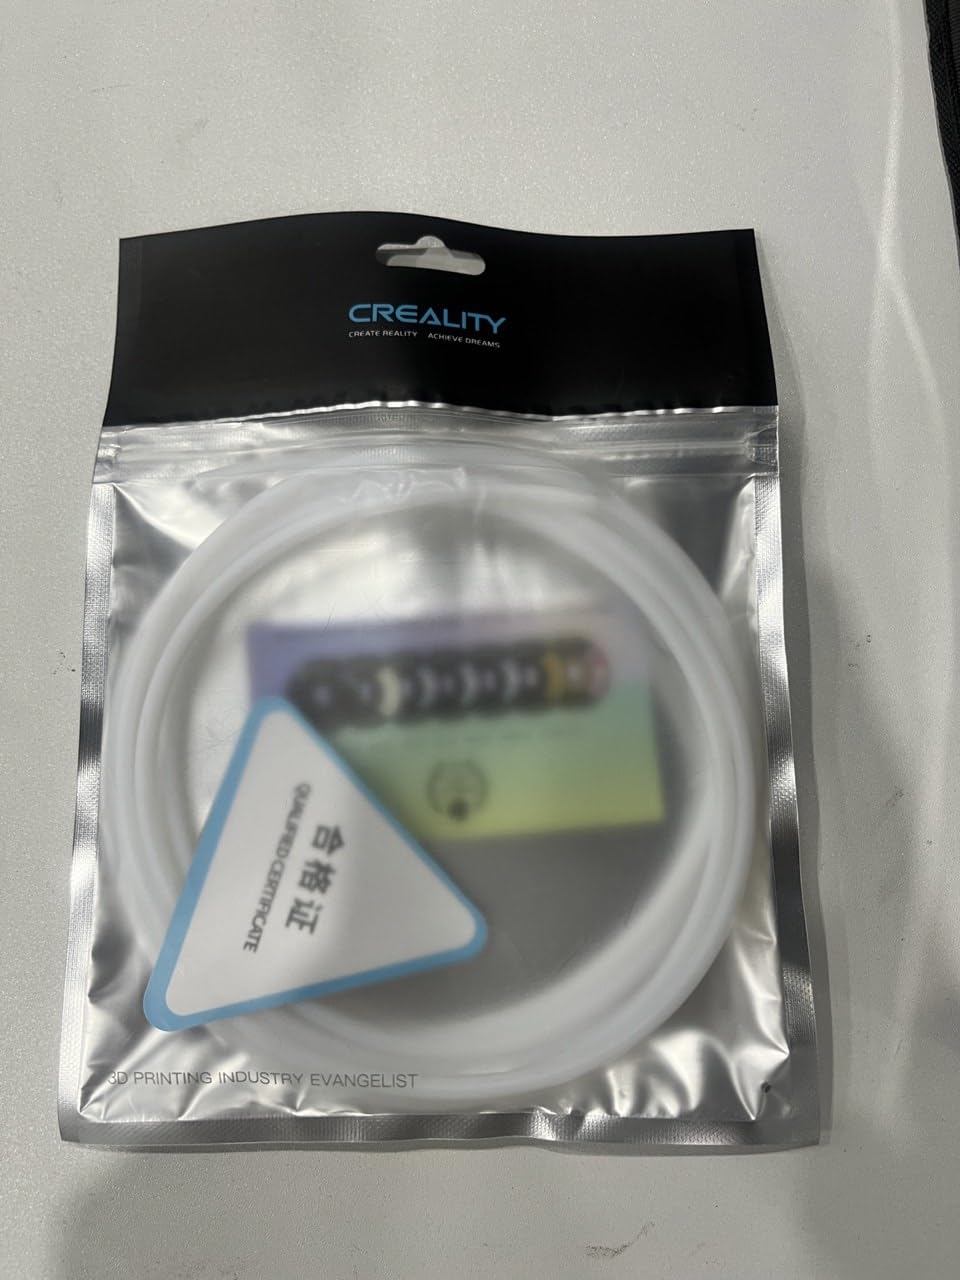 CREALITY
CREATE REALITY ACHIEVE DREAMS
合格证
QUALIFIED CERTIFICATE
3D PRINTING INDUSTRY EVANGELIST